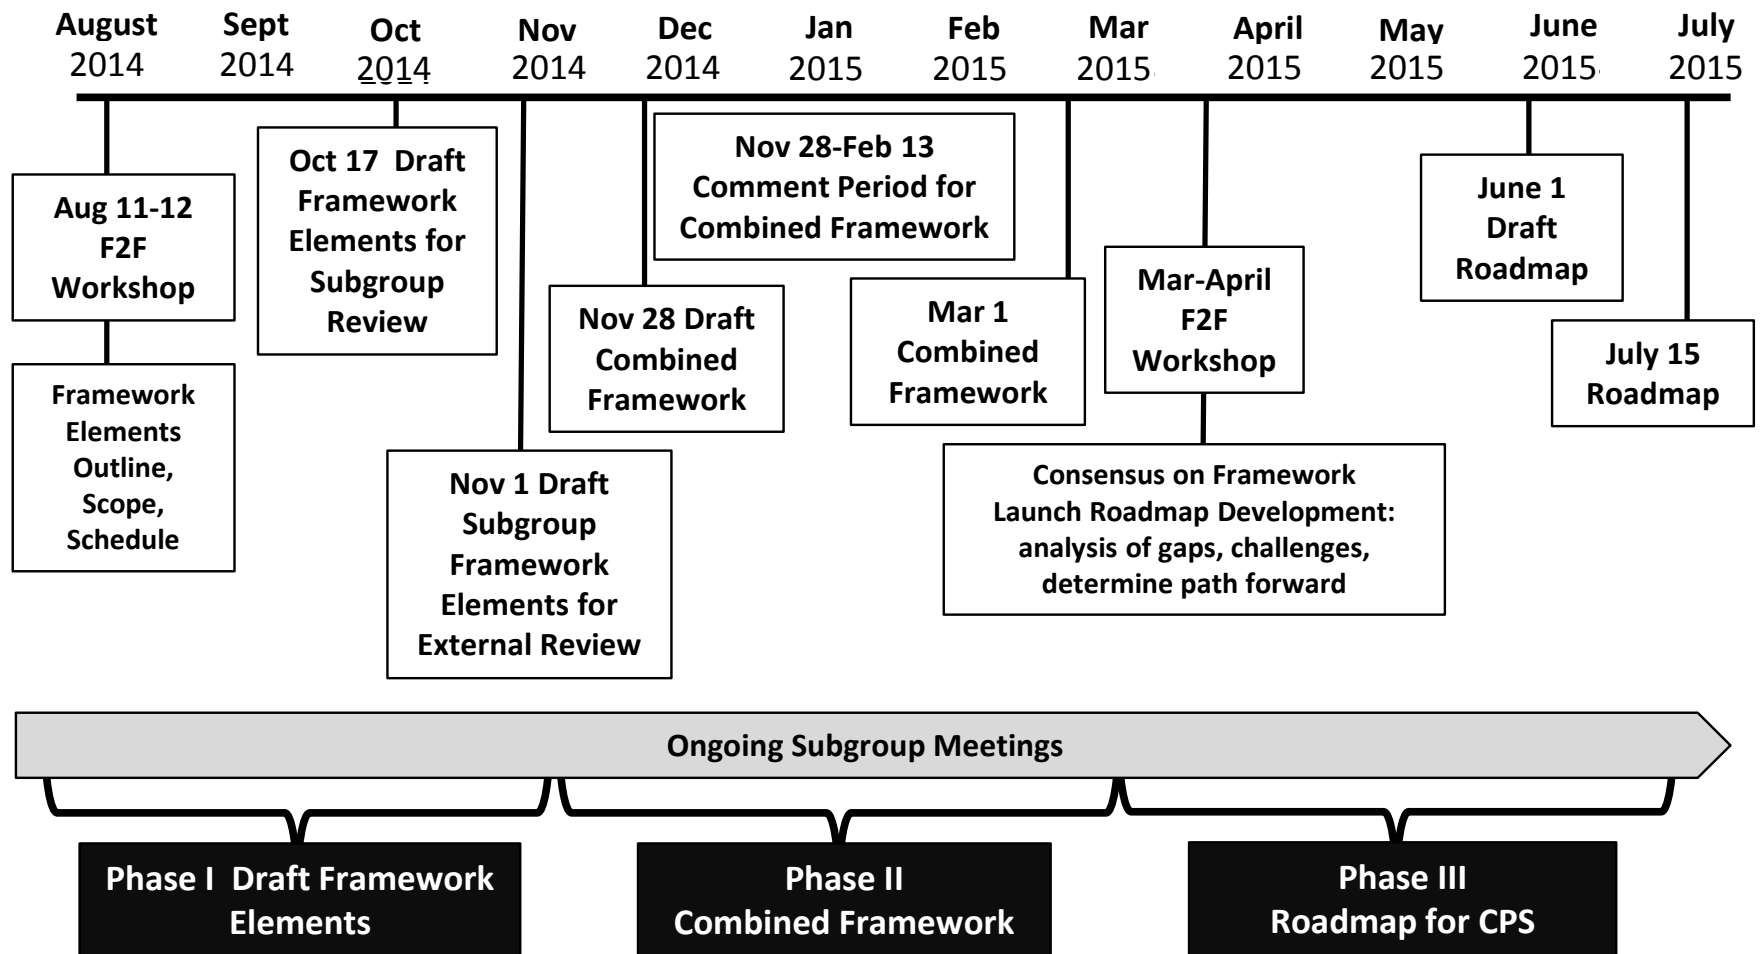 August Sept Oct Nov Dec Jan Feb Mar April May June July
2014 2014 2014 2014 2014 2015 2015 2015 2015 2015 2015 2015
Aug 11-12
F2F
Workshop
Framework
Elements
Outline,
Scope,
Schedule
Oct 17 Draft
Framework
Elements for
Subgroup
Review
Nov 1 Draft
Subgroup
Framework
Elements for
External Review
Nov 28 Draft
Combined
Framework
Nov 28-Feb 13
Comment Period for
Combined Framework
Mar 1
Combined
Framework
Mar-April
F2F
Workshop
Consensus on Framework
Launch Roadmap Development:
analysis of gaps, challenges,
determine path forward
June 1
Draft
Roadmap
July 15
Roadmap
Ongoing Subgroup Meetings
Phase I Draft Framework
Elements
Phase II
Combined Framework
Phase III
Roadmap for CPS